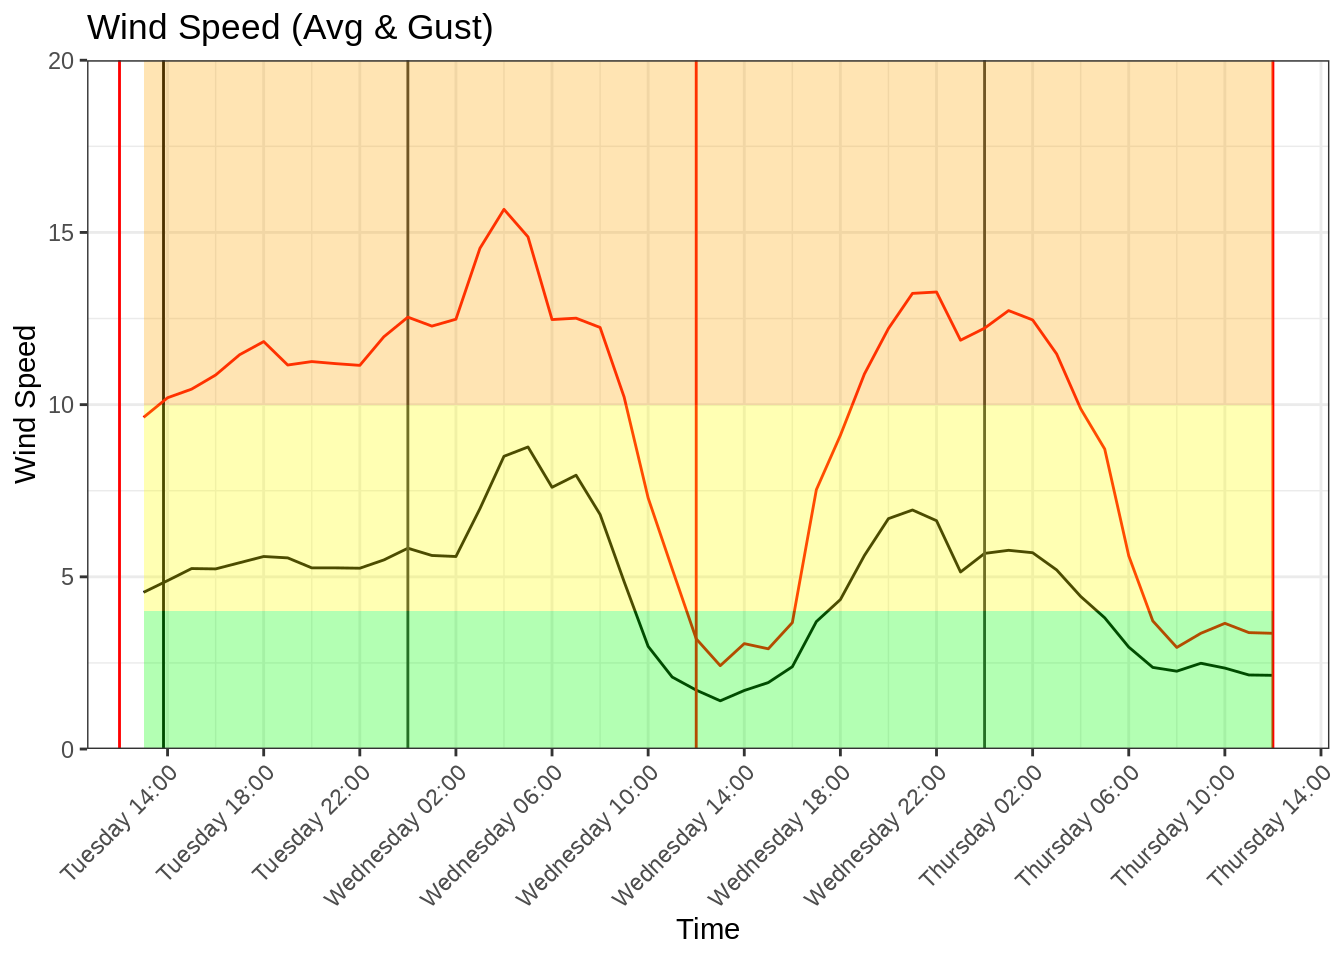 Wind Speed (Avg & Gust)
20
15
10
5
0
Wind Speed
Tuesday 14:00
Tuesday 18:00
Tuesday 22:00
Wednesday 02:00
Wednesday 06:00
Wednesday 10:00
Wednesday 14:00
Wednesday 18:00
Wednesday 22:00
Thursday 02:00
Thursday 06:00
Thursday 10:00
Thursday 14:00
Time